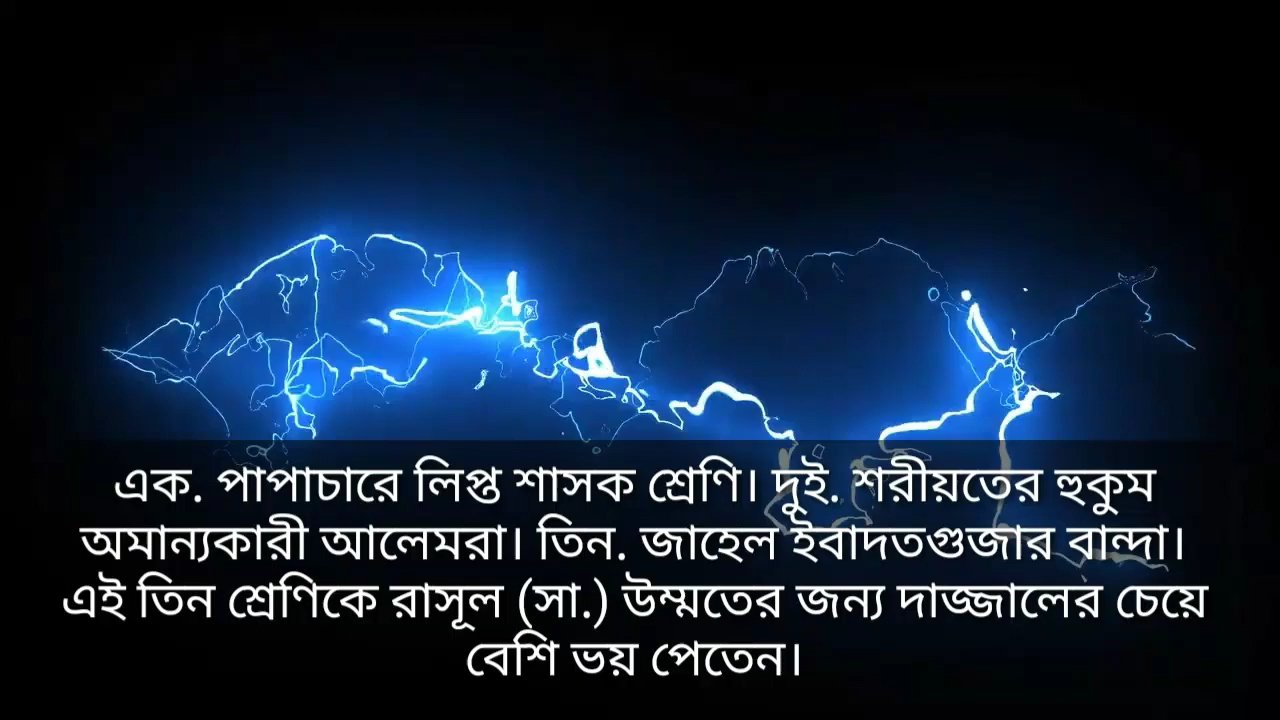 এক. পাপাচারে লিপ্ত শাসক শ্রেণি। দুই. শরীয়তের হুকুম
অমান্যকারী আলেমরা। তিন. জাহেল ইবাদতগুজার বান্দা।
এই তিন শ্রেণিকে রাসূল (সা.) উম্মতের জন্য দাজ্জালের চেয়ে
বেশি ভয় পেতেন।